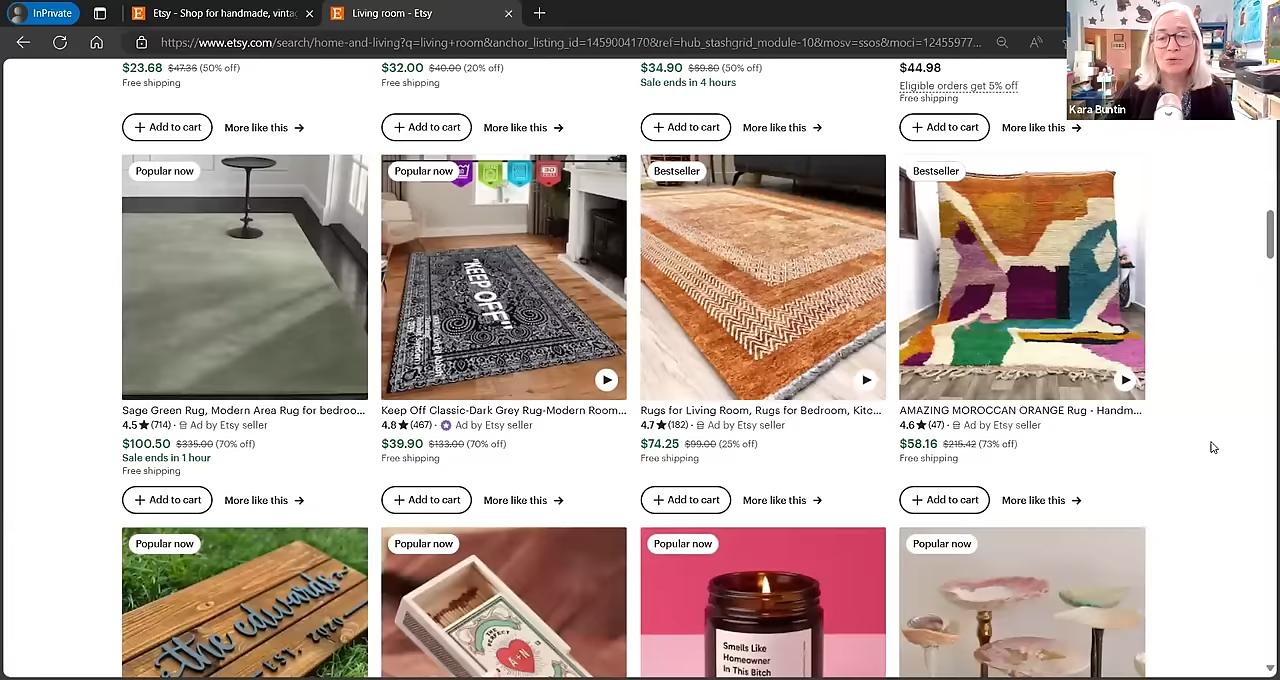 InPrivate
Etsy - Shop for handmade, vintag
Living room - Etsy
https://www.etsy.com/search/home-and-living?q=living+room&anchor_listing_id=1459004170&ref=hub_stashgrid_module-10&mosv=ssos&moci=12455977...
Kara Buntin
$23.68 $47.36 (50% off)
Free shipping
+ Add to cart More like this →
$32.00 $40.00 (20% off)
Free shipping
+ Add to cart More like this →
$34.90 $69.80 (50% off)
Sale ends in 4 hours
+ Add to cart More like this →
$44.98
Eligible orders get 5% off
Free shipping
+ Add to cart More like this →
Popular now
Sage Green Rug, Modern Area Rug for bedroo...
4.5★ (714) · Ad by Etsy seller
$100.50 $335.00 (70% off)
Sale ends in 1 hour
Free shipping
+ Add to cart More like this →
Popular now
"KEEP OFF"
Keep Off Classic-Dark Grey Rug-Modern Room...
4.8★ (467) · Ad by Etsy seller
$39.90 $133.00 (70% off)
Free shipping
+ Add to cart More like this →
Bestseller
Rugs for Living Room, Rugs for Bedroom, Kitc...
4.7★ (182) · Ad by Etsy seller
$74.25 $99.00 (25% off)
Free shipping
+ Add to cart More like this →
Bestseller
AMAZING MOROCCAN ORANGE Rug - Handm...
4.6★ (47) · Ad by Etsy seller
$58.16 $215.42 (73% off)
Free shipping
+ Add to cart More like this →
Popular now
the edwards
EST. 2020
Popular now
THE PERFECT
A+N
Popular now
Smells Like
Homeowner
In This Bitch
Popular now